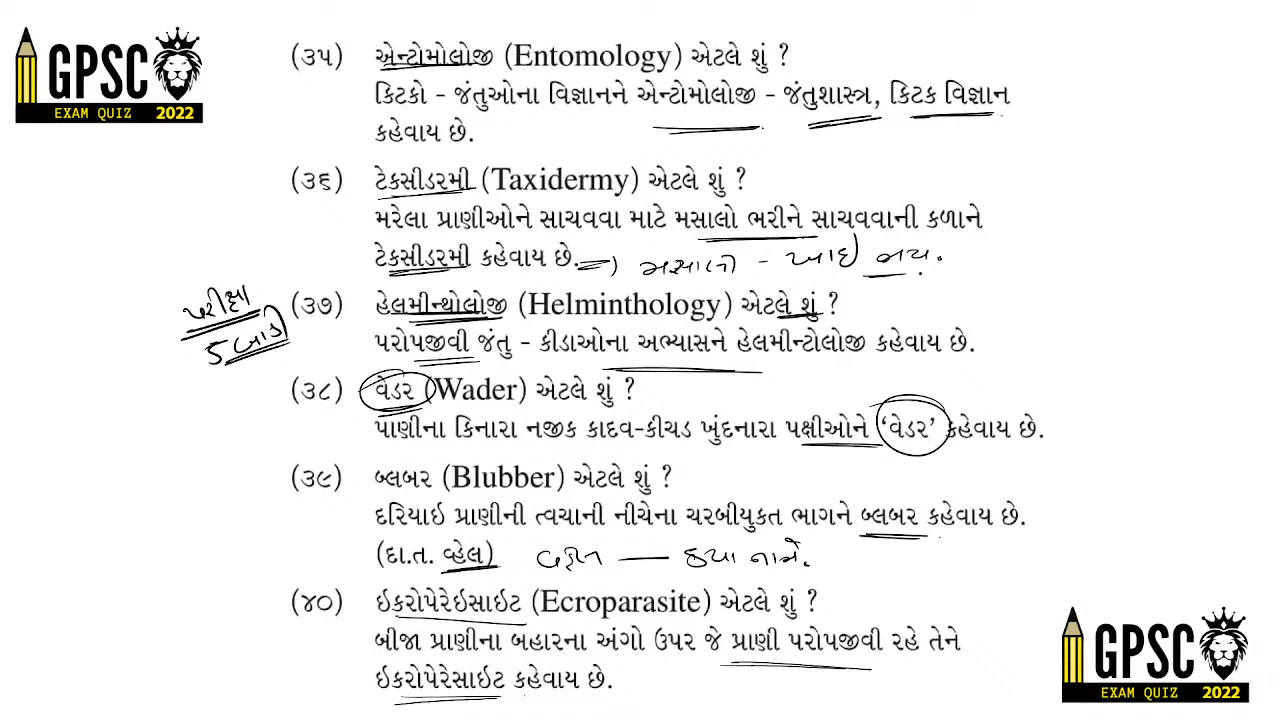 GPSC
EXAM QUIZ 2022
(૩૫) એન્ટોમોલોજી (Entomology) એટલે શું ?
કિટકો - જંતુઓના વિજ્ઞાનને એન્ટોમોલોજી - જંતુશાસ્ત્ર, કિટક વિજ્ઞાન
કહેવાય છે.
(૩૬) ટેક્સીડરમી (Taxidermy) એટલે શું ?
મરેલા પ્રાણીઓને સાચવવા માટે મસાલો ભરીને સાચવવાની કળાને
ટેક્સીડરમી કહેવાય છે.
મસાલો -
પરીક્ષા
(૩૭) હેલમીન્થોલોજી (Helminthology) એટલે શું ?
પરોપજીવી જંતુ - કીડાઓના અભ્યાસને હેલમીન્ટોલોજી કહેવાય છે.
(૩૮) વેડર (Wader) એટલે શું ?
પાણીના કિનારા નજીક કાદવ-કીચડ ખુંદનારા પક્ષીઓને ‘વેડર’ કહેવાય છે.
(૩૯) બ્લબર (Blubber) એટલે શું ?
દરિયાઇ પ્રાણીની ત્વચાની નીચેના ચરબીયુકત ભાગને બ્લબર કહેવાય છે.
(દા.ત. વ્હેલ)
(૪૦) ઇકરોપેરેઇસાઇટ (Ecroparasite) એટલે શું ?
બીજા પ્રાણીના બહારના અંગો ઉપર જે પ્રાણી પરોપજીવી રહે તેને
ઇકરોપેરેસાઇટ કહેવાય છે.
GPSC
EXAM QUIZ 2022